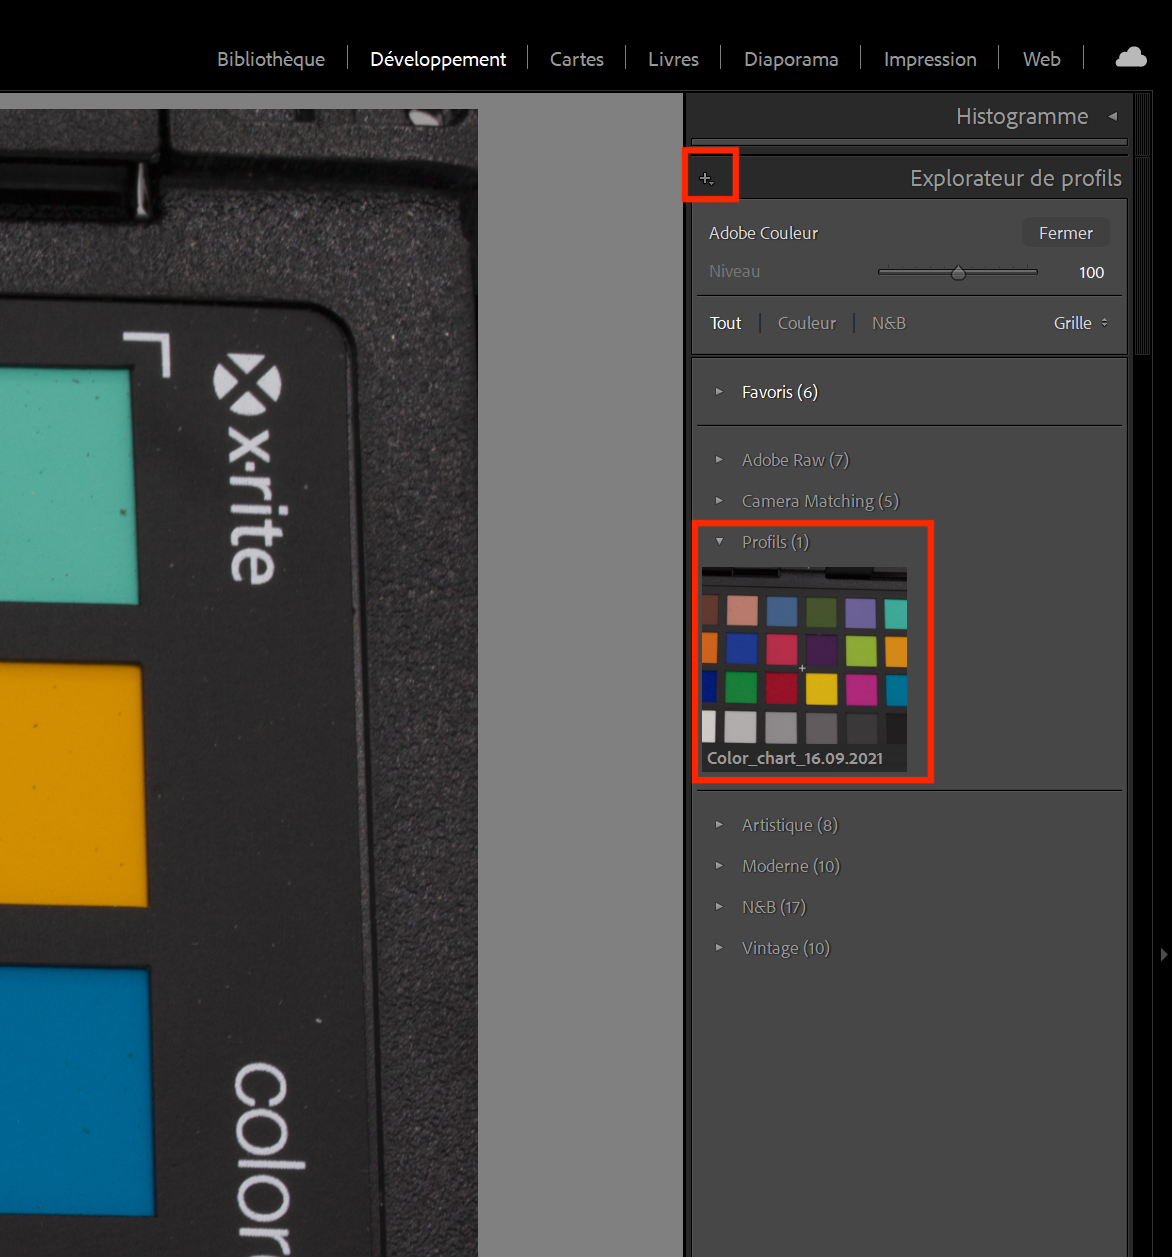 Bibliothèque Développement Cartes Livres Diaporama Impression Web
Histogramme
Explorateur de profils
Adobe Couleur Fermer
Niveau 100
Tout Couleur N&B Grille
Favoris (6)
Adobe Raw (7)
Camera Matching (5)
Profils (1)
Color_chart_16.09.2021
Artistique (8)
Moderne (10)
N&B (17)
Vintage (10)
x·rite
color